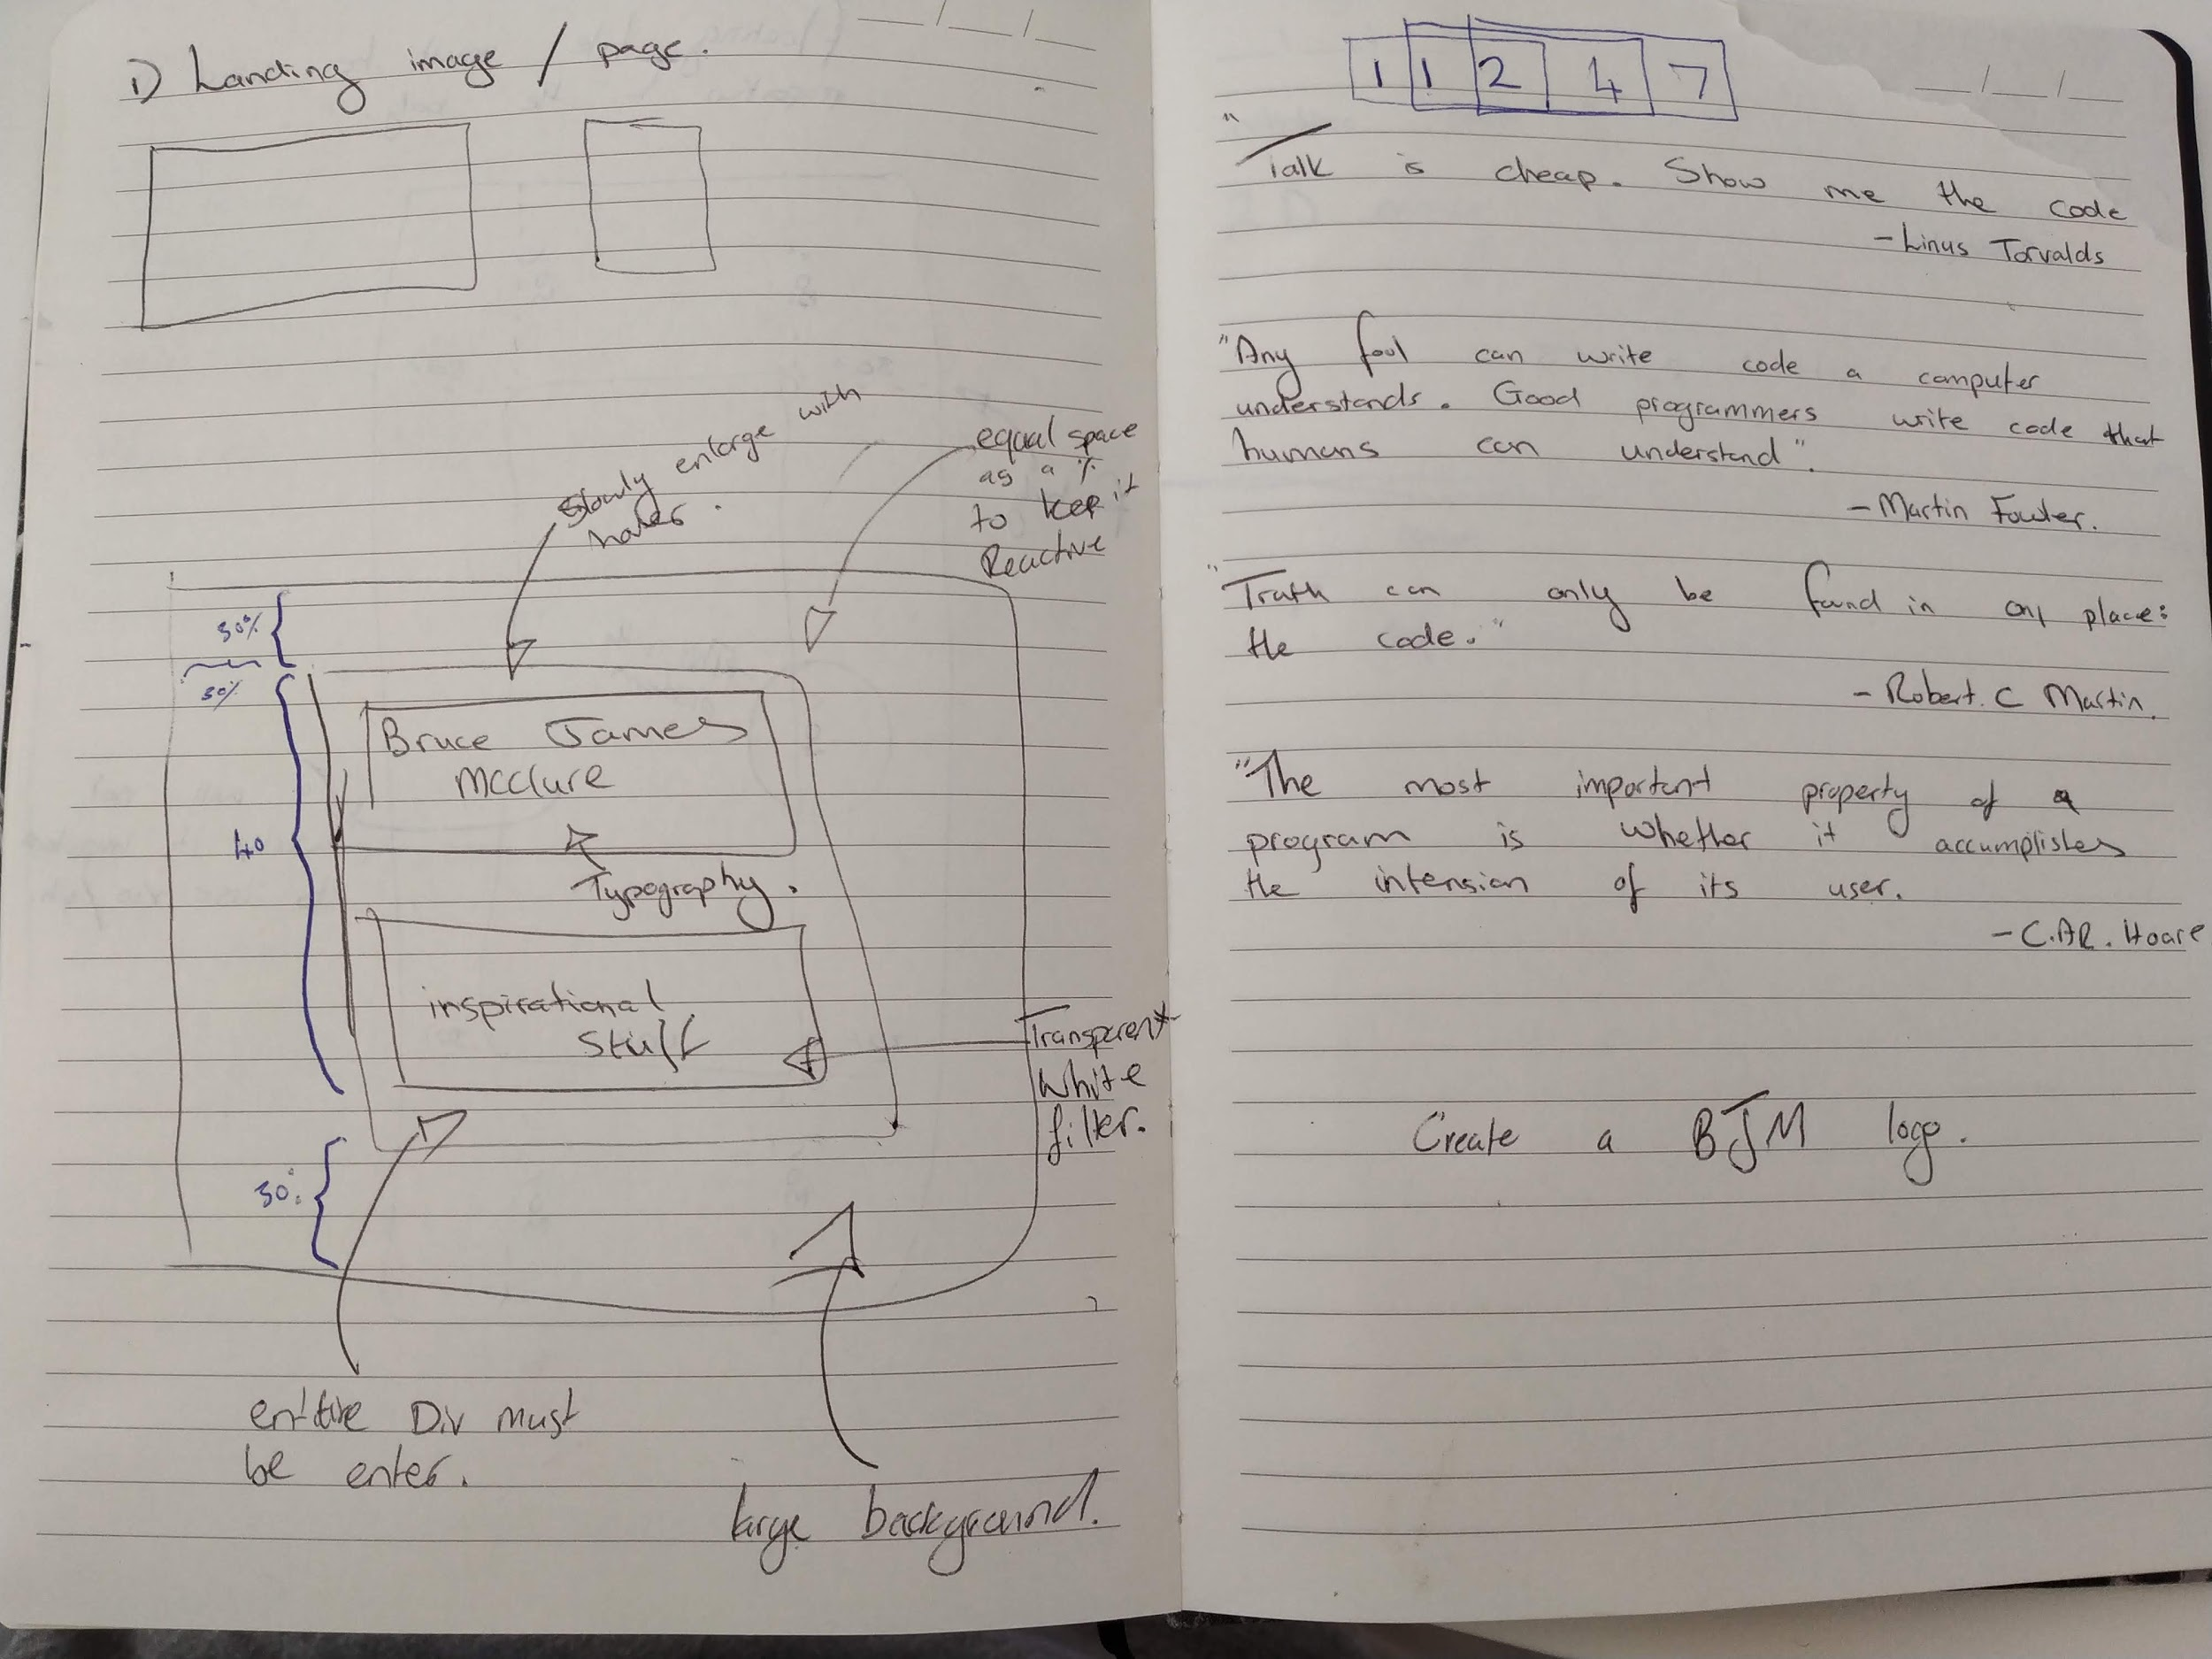 1) Landing image / page.
slowly enlarge with
hover.
equal space
as a %
to keep it
Reactive
30%
30%
40
30%
Bruce James
McClure
Typography.
inspirational
Stuff
Transparent
White
filter.
entire Div must
be enter.
large background.
1 1 2 4 7
"Talk is cheap. Show me the code
- Linus Torvalds
"Any fool can write code a computer
understands. Good programmers write code that
humans can understand".
- Martin Fowler.
"Truth can only be found in one place:
the code."
- Robert. C Martin.
"The most important property of a
program is whether it accomplishes
the intension of its user.
- C.A.R. Hoare
Create a BJM logo.